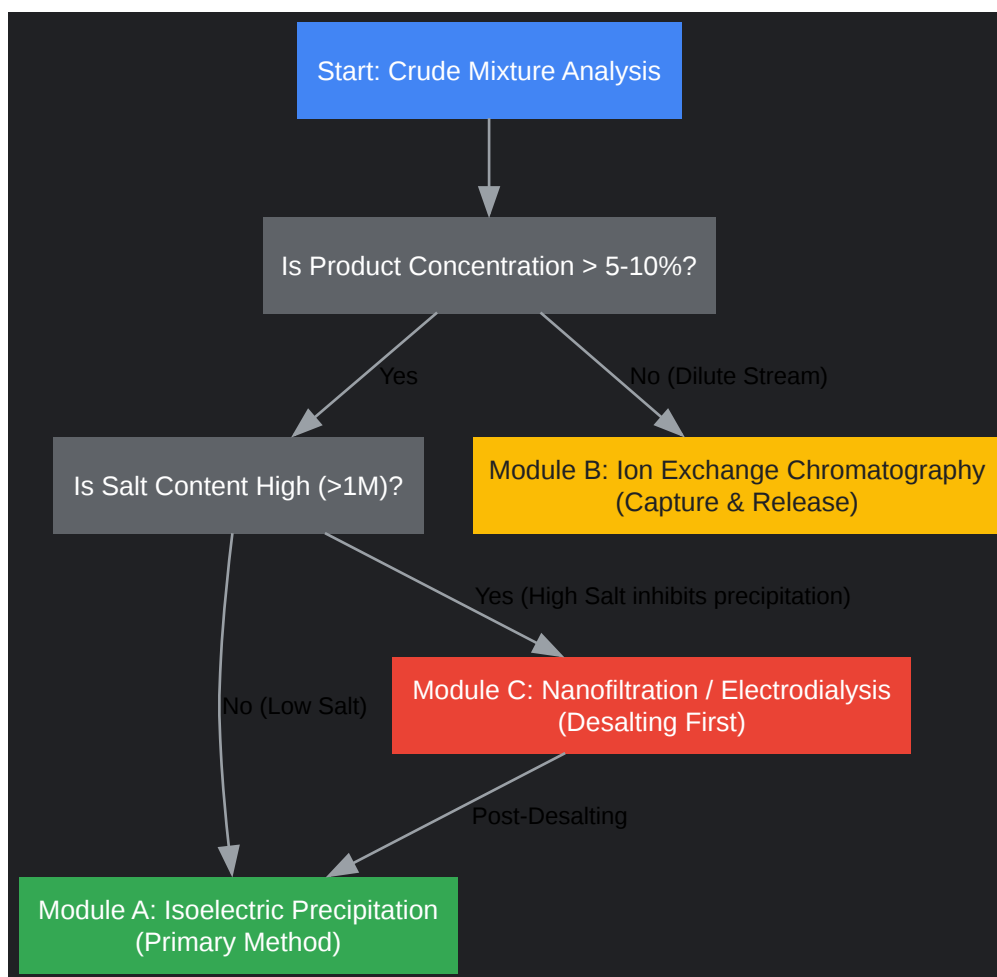 Start: Crude Mixture Analysis
Is Product Concentration > 5-10%?
Yes
No (Dilute Stream)
Is Salt Content High (>1M)?
Module B: Ion Exchange Chromatography
(Capture & Release)
Yes (High Salt inhibits precipitation)
Module C: Nanofiltration / Electrodialysis
(Desalting First)
No (Low Salt)
Post-Desalting
Module A: Isoelectric Precipitation
(Primary Method)